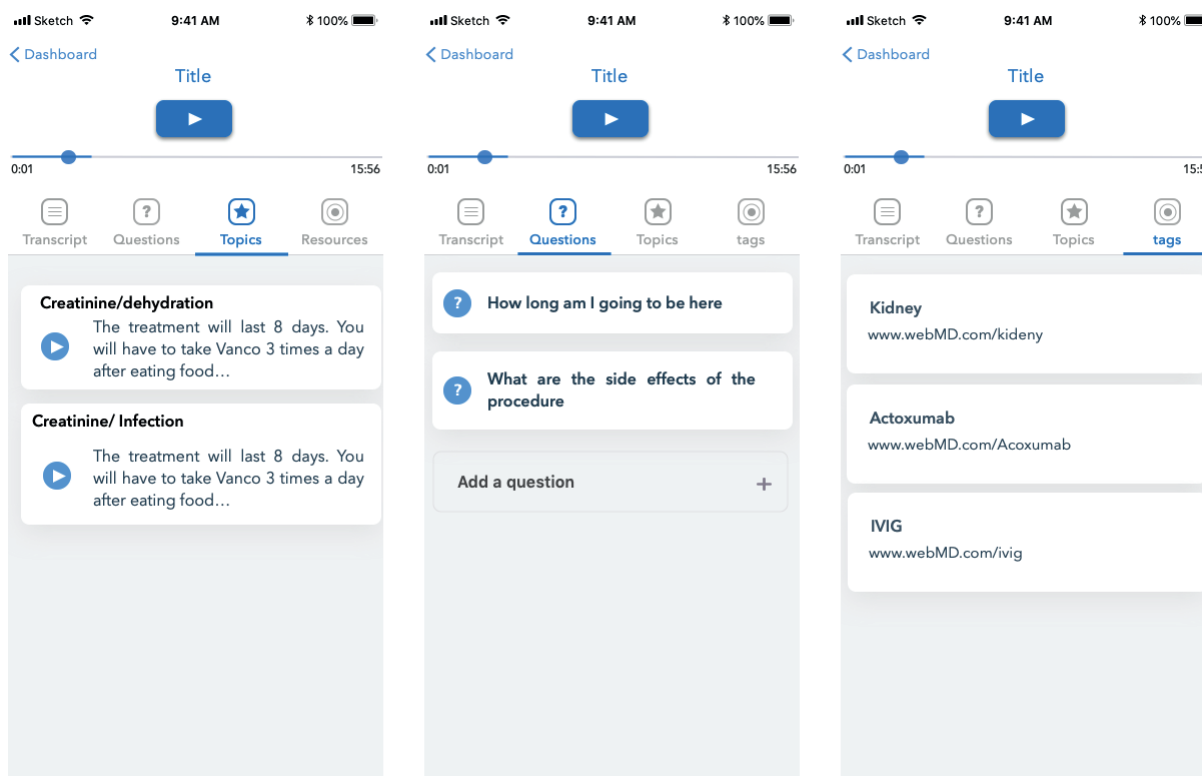 Sketch 9:41 AM 100%
Dashboard
Title
0:01 15:56
Transcript Questions Topics Resources
Creatinine/dehydration
The treatment will last 8 days. You
will have to take Vanco 3 times a day
after eating food...
Creatinine/ Infection
The treatment will last 8 days. You
will have to take Vanco 3 times a day
after eating food...
Sketch 9:41 AM 100%
Dashboard
Title
0:01 15:56
Transcript Questions Topics tags
? How long am I going to be here
? What are the side effects of the
procedure
Add a question +
Sketch 9:41 AM 100%
Dashboard
Title
0:01
Transcript Questions Topics tags
Kidney
www.webMD.com/kideny
Actoxumab
www.webMD.com/Acoxumab
IVIG
www.webMD.com/ivig